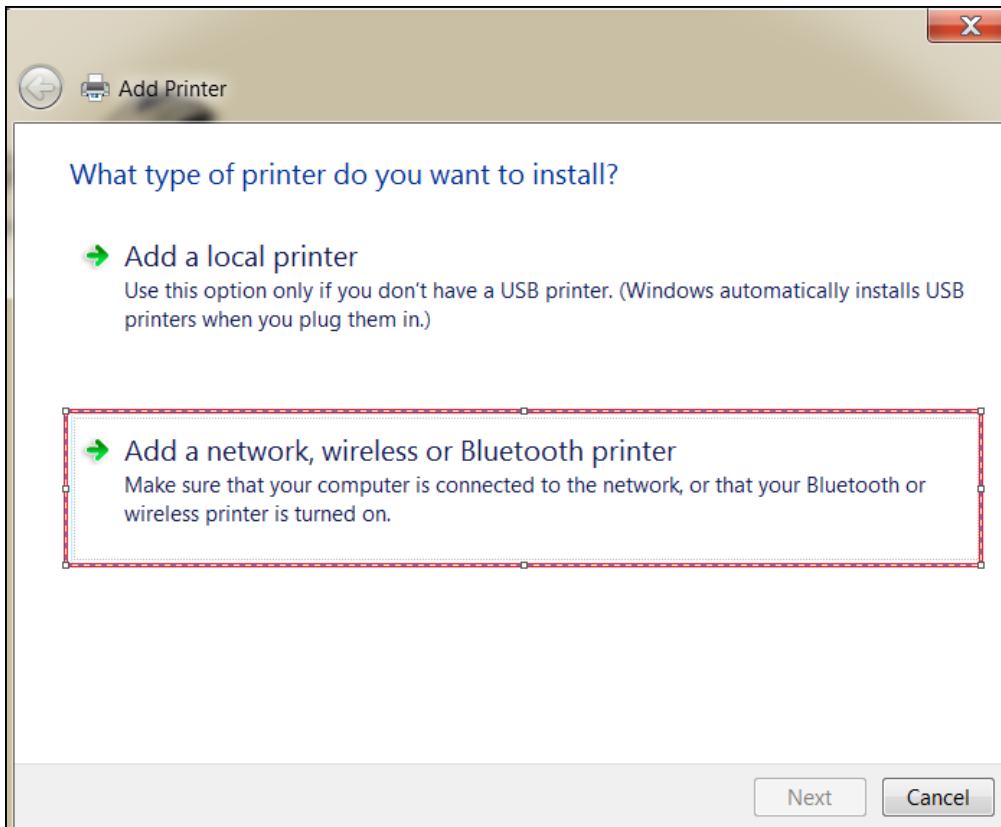 X
Add Printer
What type of printer do you want to install?
Add a local printer
Use this option only if you don't have a USB printer. (Windows automatically installs USB
printers when you plug them in.)
Add a network, wireless or Bluetooth printer
Make sure that your computer is connected to the network, or that your Bluetooth or
wireless printer is turned on.
Next
Cancel